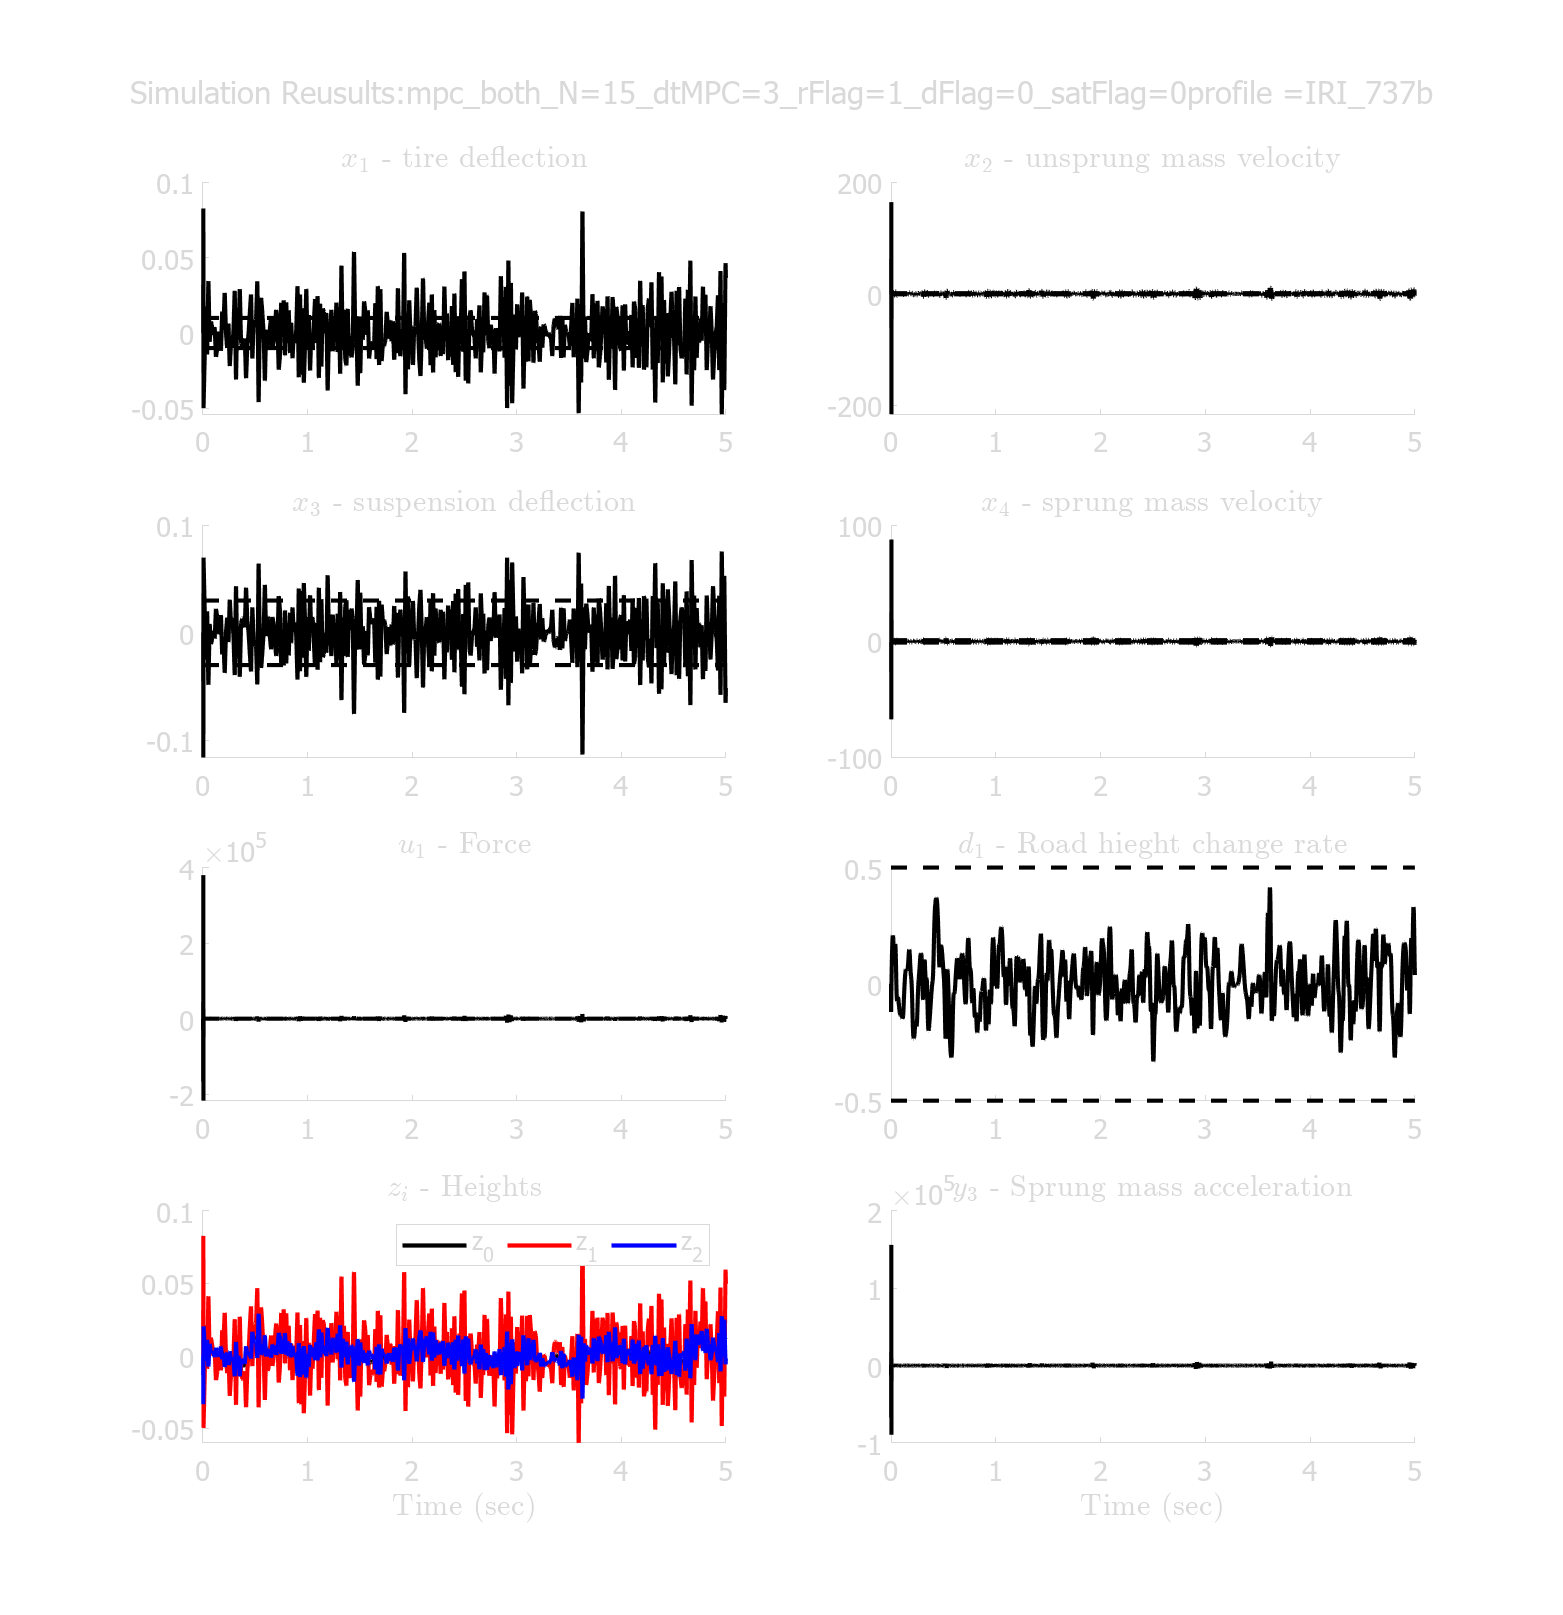 Simulation Reusults:mpc_both_N=15_dtMPC=3_rFlag=1_dFlag=0_satFlag=0profile =IRI_737b
x₁ - tire deflection
0.1
0.05
0
-0.05
0 1 2 3 4 5
x₂ - unsprung mass velocity
200
0
-200
0 1 2 3 4 5
x₃ - suspension deflection
0.1
0
-0.1
0 1 2 3 4 5
x₄ - sprung mass velocity
100
0
-100
0 1 2 3 4 5
u₁ - Force
×10⁵
4
2
0
-2
0 1 2 3 4 5
d₁ - Road hieght change rate
0.5
0
-0.5
0 1 2 3 4 5
zᵢ - Heights
0.1
0.05
0
-0.05
z₀ z₁ z₂
0 1 2 3 4 5
Time (sec)
y₃ - Sprung mass acceleration
×10⁵
2
1
0
-1
0 1 2 3 4 5
Time (sec)